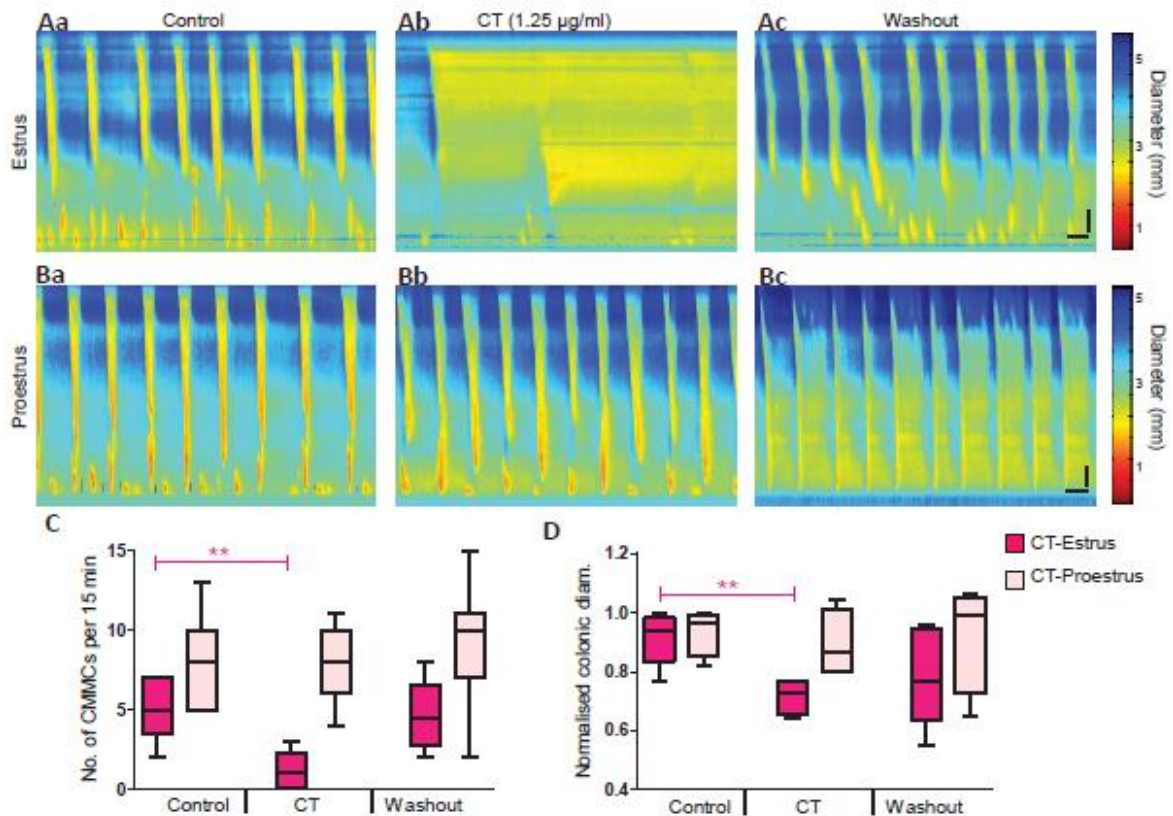 Aa Control
Ab CT (1.25 µg/ml)
Ac Washout
Estrus
5
3
1
Diameter (mm)
Ba
Bb
Bc
Proestrus
5
3
1
Diameter (mm)
C
**
No. of CMMCs per 15 min
15
10
5
0
Control CT Washout
D
**
Normalised colonic diam.
1.2
1.0
0.8
0.6
0.4
Control CT Washout
CT-Estrus
CT-Proestrus